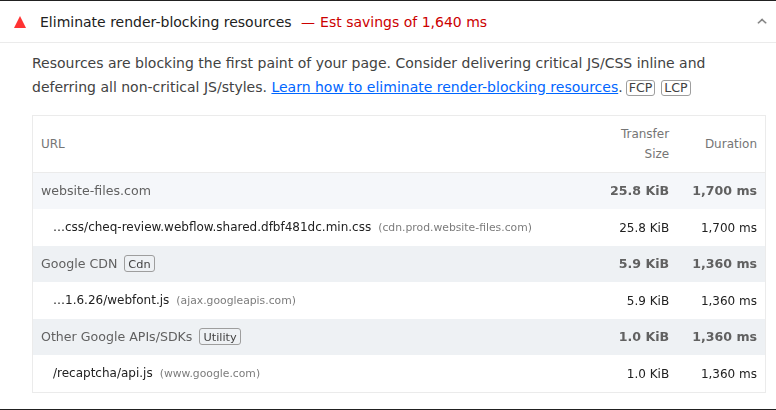 Eliminate render-blocking resources — Est savings of 1,640 ms
Resources are blocking the first paint of your page. Consider delivering critical JS/CSS inline and
deferring all non-critical JS/styles. Learn how to eliminate render-blocking resources. FCP LCP
URL Transfer Size Duration
website-files.com 25.8 KiB 1,700 ms
…css/cheq-review.webflow.shared.dfbf481dc.min.css (cdn.prod.website-files.com) 25.8 KiB 1,700 ms
Google CDN Cdn 5.9 KiB 1,360 ms
…1.6.26/webfont.js (ajax.googleapis.com) 5.9 KiB 1,360 ms
Other Google APIs/SDKs Utility 1.0 KiB 1,360 ms
/recaptcha/api.js (www.google.com) 1.0 KiB 1,360 ms